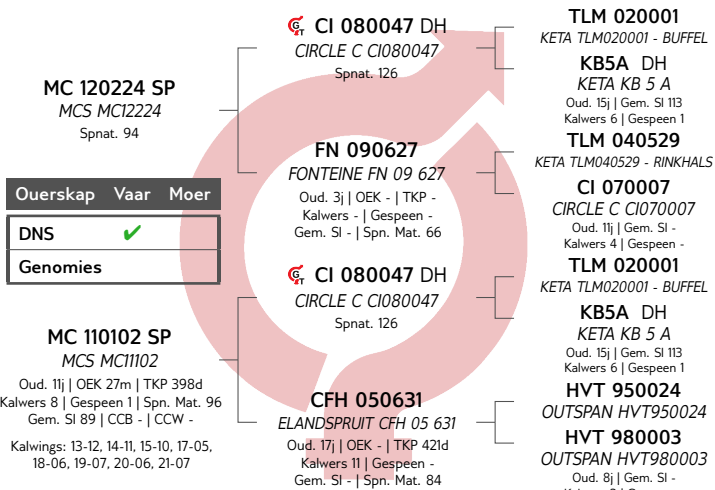 MC 120224 SP
MCS MC12224
Spnat. 94
Ouerskap Vaar Moer
DNS ✔
Genomies
MC 110102 SP
MCS MC11102
Oud. 11j | OEK 27m | TKP 398d
Kalwers 8 | Gespeen 1 | Spn. Mat. 96
Gem. SI 89 | CCB - | CCW -
Kalwings: 13-12, 14-11, 15-10, 17-05,
18-06, 19-07, 20-06, 21-07
GT CI 080047 DH
CIRCLE C CI080047
Spnat. 126
FN 090627
FONTEINE FN 09 627
Oud. 3j | OEK - | TKP -
Kalwers - | Gespeen -
Gem. SI - | Spn. Mat. 66
GT CI 080047 DH
CIRCLE C CI080047
Spnat. 126
CFH 050631
ELANDSPRUIT CFH 05 631
Oud. 17j | OEK - | TKP 421d
Kalwers 11 | Gespeen -
Gem. SI - | Spn. Mat. 84
TLM 020001
KETA TLM020001 - BUFFEL
KB5A DH
KETA KB 5 A
Oud. 15j | Gem. SI 113
Kalwers 6 | Gespeen 1
TLM 040529
KETA TLM040529 - RINKHALS
CI 070007
CIRCLE C CI070007
Oud. 11j | Gem. SI -
Kalwers 4 | Gespeen -
TLM 020001
KETA TLM020001 - BUFFEL
KB5A DH
KETA KB 5 A
Oud. 15j | Gem. SI 113
Kalwers 6 | Gespeen 1
HVT 950024
OUTSPAN HVT950024
HVT 980003
OUTSPAN HVT980003
Oud. 8j | Gem. SI -